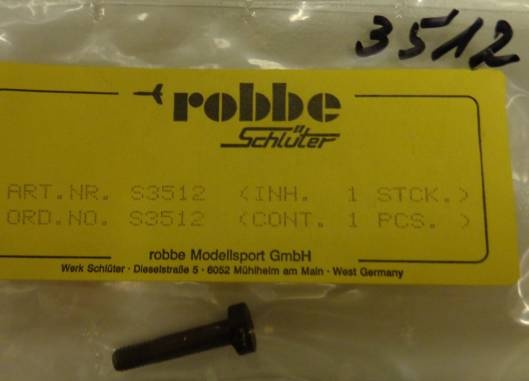 3512
robbe
Schlüter
ART.NR. S3512 (INH. 1 STCK.)
ORD.NO. S3512 (CONT. 1 PCS. )
robbe Modellsport GmbH
Werk Schlüter · Dieselstraße 5 · 6052 Mühlheim am Main · West Germany